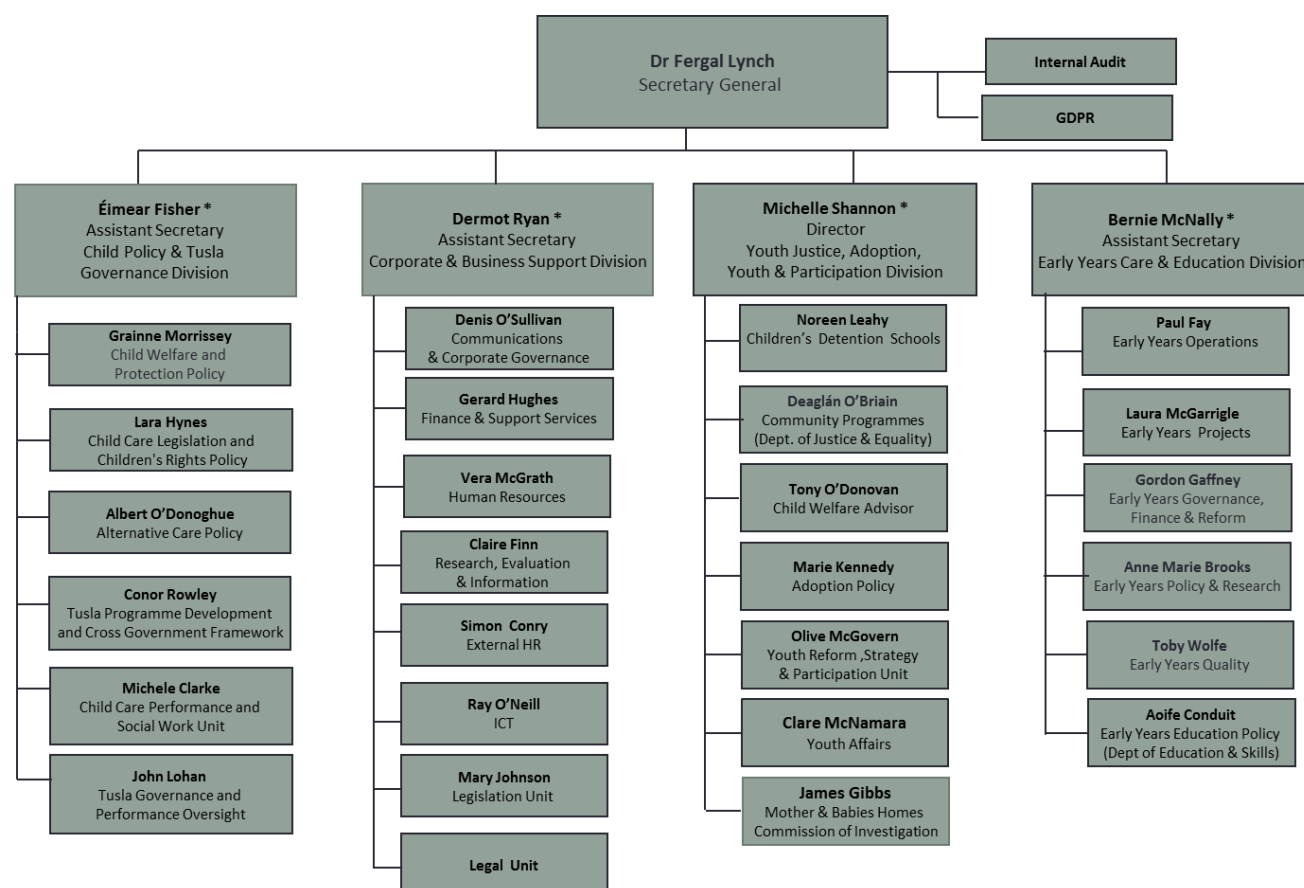 Dr Fergal Lynch
Secretary General
Internal Audit
GDPR
Éimear Fisher *
Assistant Secretary
Child Policy & Tusla
Governance Division
Grainne Morrissey
Child Welfare and
Protection Policy
Lara Hynes
Child Care Legislation and
Children's Rights Policy
Albert O’Donoghue
Alternative Care Policy
Conor Rowley
Tusla Programme Development
and Cross Government Framework
Michele Clarke
Child Care Performance and
Social Work Unit
John Lohan
Tusla Governance and
Performance Oversight
Dermot Ryan *
Assistant Secretary
Corporate & Business Support Division
Denis O’Sullivan
Communications
& Corporate Governance
Gerard Hughes
Finance & Support Services
Vera McGrath
Human Resources
Claire Finn
Research, Evaluation
& Information
Simon Conry
External HR
Ray O’Neill
ICT
Mary Johnson
Legislation Unit
Legal Unit
Michelle Shannon *
Director
Youth Justice, Adoption,
Youth & Participation Division
Noreen Leahy
Children’s Detention Schools
Deaglán O’Briain
Community Programmes
(Dept. of Justice & Equality)
Tony O’Donovan
Child Welfare Advisor
Marie Kennedy
Adoption Policy
Olive McGovern
Youth Reform ,Strategy
& Participation Unit
Clare McNamara
Youth Affairs
James Gibbs
Mother & Babies Homes
Commission of Investigation
Bernie McNally *
Assistant Secretary
Early Years Care & Education Division
Paul Fay
Early Years Operations
Laura McGarrigle
Early Years Projects
Gordon Gaffney
Early Years Governance,
Finance & Reform
Anne Marie Brooks
Early Years Policy & Research
Toby Wolfe
Early Years Quality
Aoife Conduit
Early Years Education Policy
(Dept of Education & Skills)